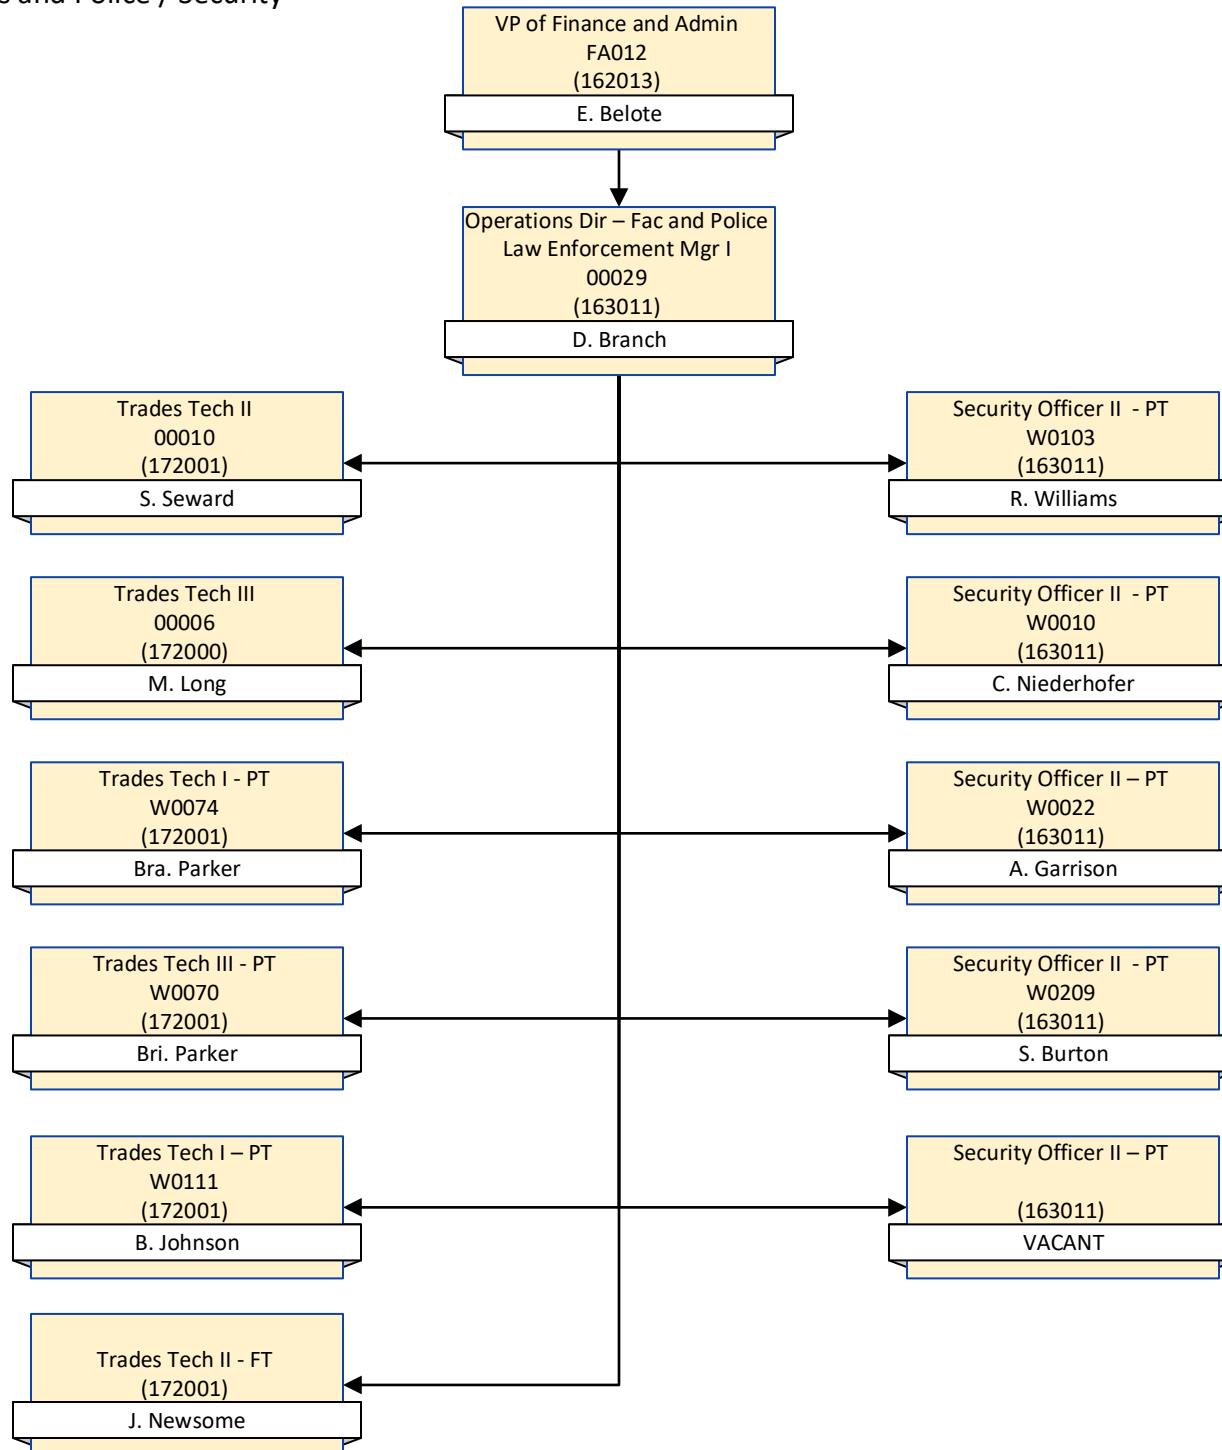 and Police / Security
VP of Finance and Admin
FA012
(162013)
E. Belote
Operations Dir – Fac and Police
Law Enforcement Mgr I
00029
(163011)
D. Branch
Trades Tech II
00010
(172001)
S. Seward
Security Officer II  - PT
W0103
(163011)
R. Williams
Trades Tech III
00006
(172000)
M. Long
Security Officer II  - PT
W0010
(163011)
C. Niederhofer
Trades Tech I - PT
W0074
(172001)
Bra. Parker
Security Officer II – PT
W0022
(163011)
A. Garrison
Trades Tech III - PT
W0070
(172001)
Bri. Parker
Security Officer II  - PT
W0209
(163011)
S. Burton
Trades Tech I – PT
W0111
(172001)
B. Johnson
Security Officer II – PT
(163011)
VACANT
Trades Tech II - FT
(172001)
J. Newsome